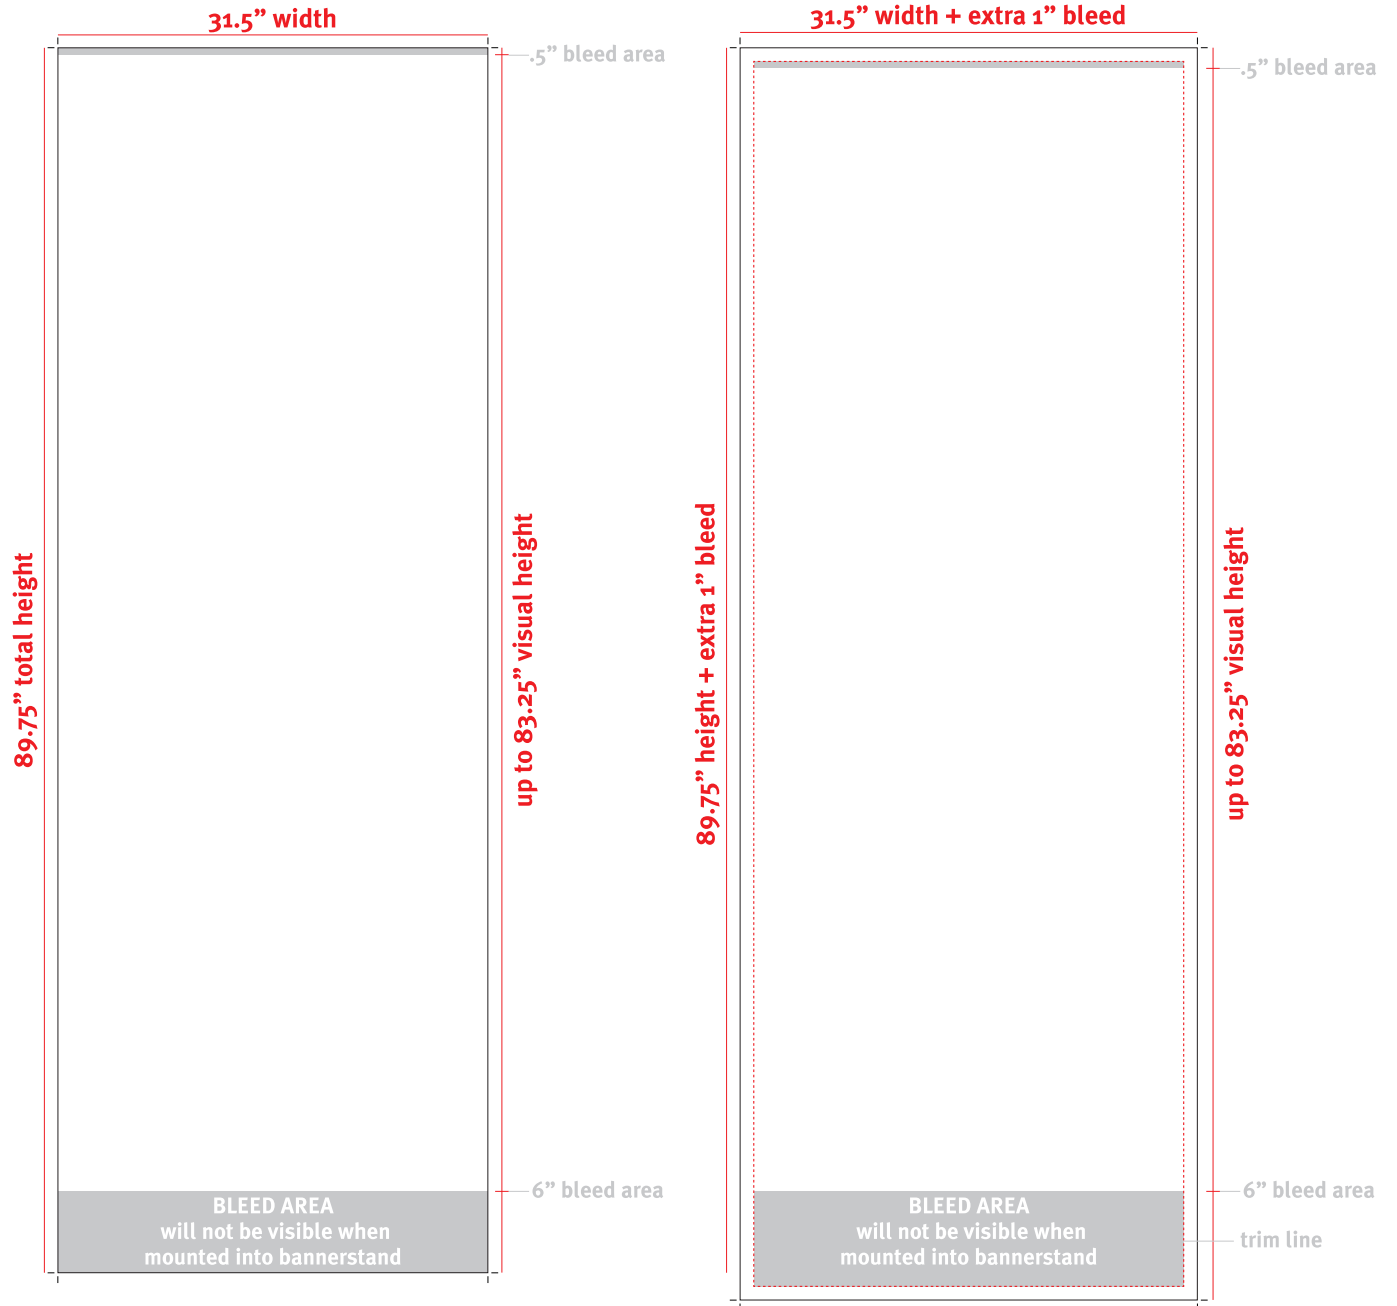 31.5” width
.5” bleed area
89.75” total height
up to 83.25” visual height
6” bleed area
BLEED AREA
will not be visible when
mounted into bannerstand
31.5” width + extra 1” bleed
.5” bleed area
89.75” height + extra 1” bleed
up to 83.25” visual height
6” bleed area
BLEED AREA
will not be visible when
mounted into bannerstand
trim line